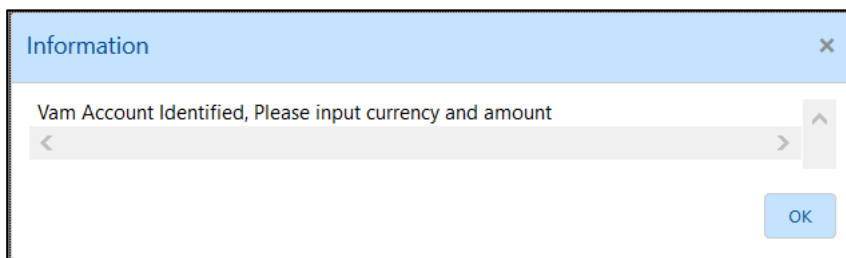 Information
Vam Account Identified, Please input currency and amount
OK